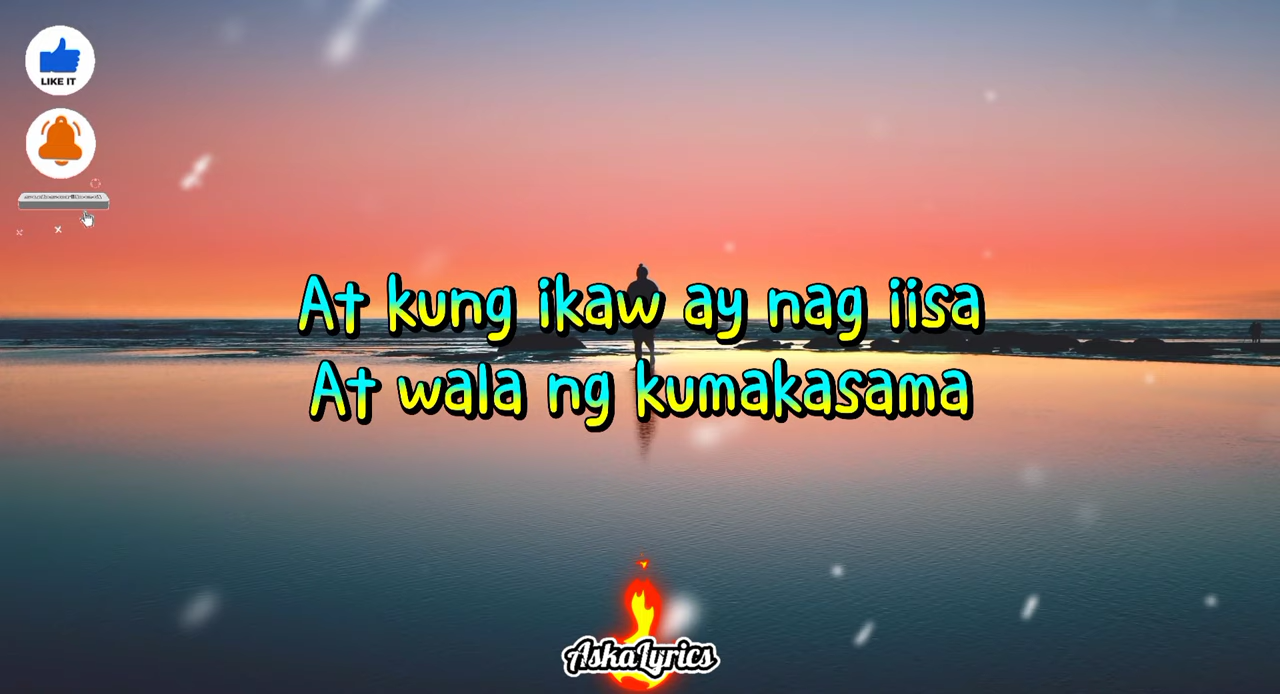 LIKE IT
At kung ikaw ay nag iisa
At wala ng kumakasama
AskaLyrics